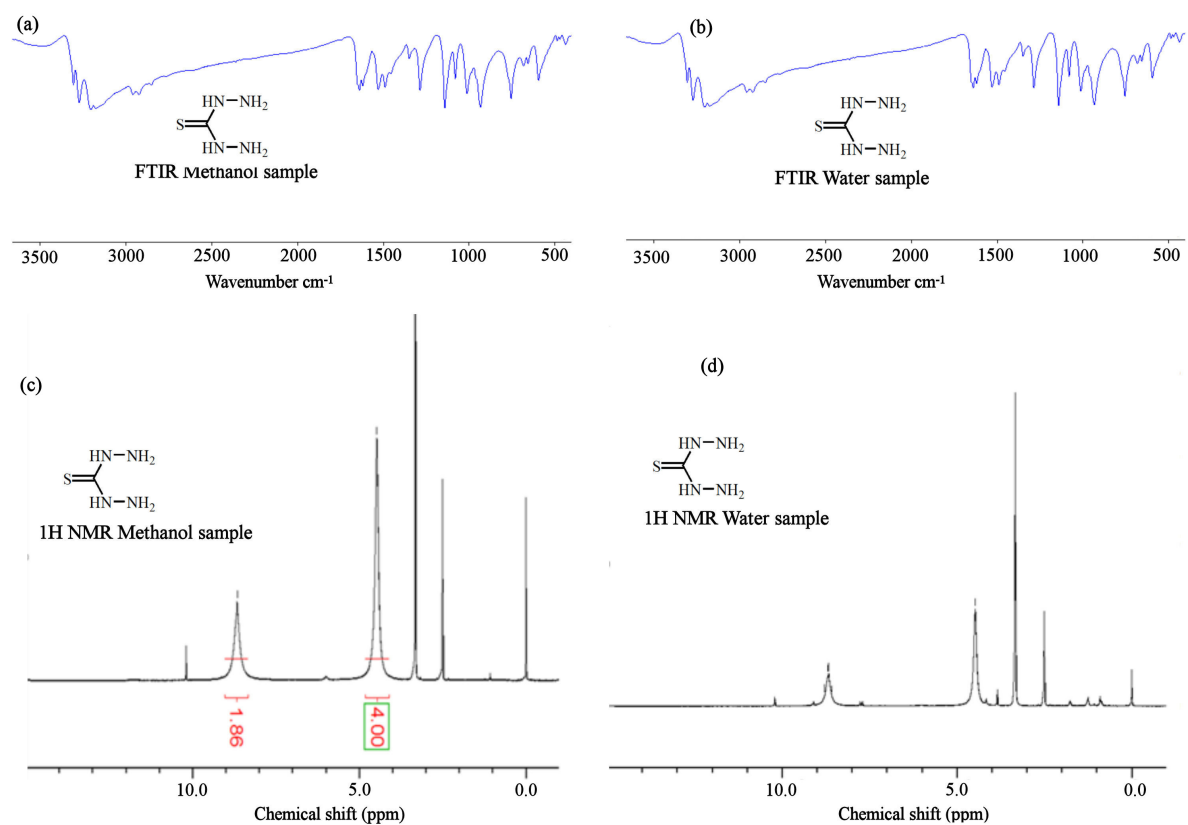 (a)
HN—NH2
S
HN—NH2
FTIR Methanol sample
3500 3000 2500 2000 1500 1000 500
Wavenumber cm-1
(b)
HN—NH2
S
HN—NH2
FTIR Water sample
3500 3000 2500 2000 1500 1000 500
Wavenumber cm-1
(c)
HN—NH2
S
HN—NH2
1H NMR Methanol sample
1.86
4.00
10.0 5.0 0.0
Chemical shift (ppm)
(d)
HN—NH2
S
HN—NH2
1H NMR Water sample
10.0 5.0 0.0
Chemical shift (ppm)